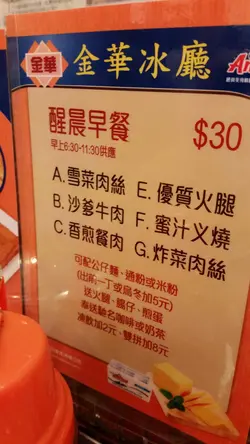 金華
金華冰廳
醒晨早餐
$30
早上6:30-11:30供應
A.雪菜肉絲
E.優質火腿
B.沙爹牛肉
F.蜜汁义燒
C.香煎餐肉
G.炸菜肉絲
可配公仔麵、通粉或米粉
(出前一丁或烏冬加5元)
送火腿、腸仔、煎蛋
奉送馳名咖啡或奶茶
凍飲加2元、雙拼加8元